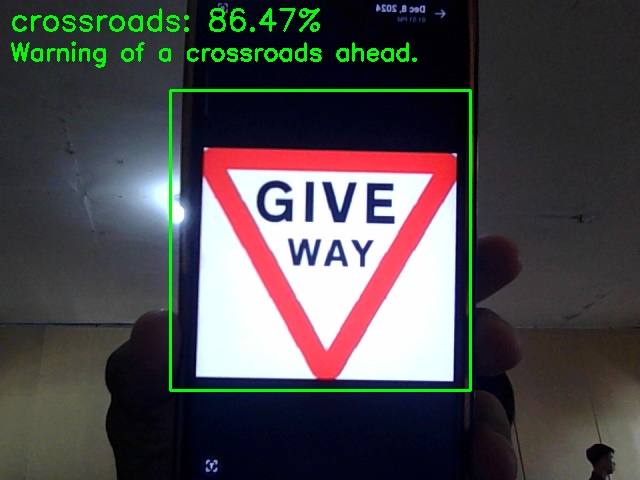 crossroads: 86.47%
Warning of a crossroads ahead.
Dec 8, 2024
GIVE
WAY